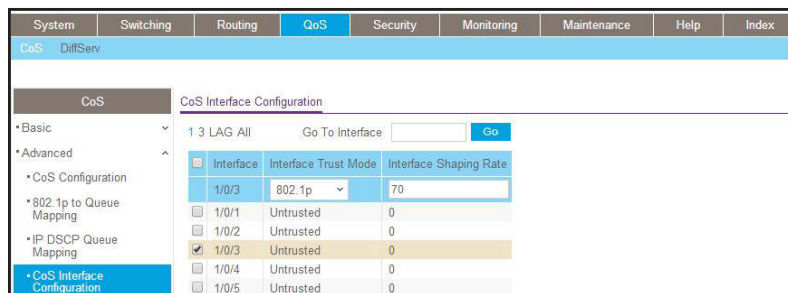 System Switching Routing QoS Security Monitoring Maintenance Help Index
CoS DiffServ
CoS
CoS Interface Configuration
Basic
1 3 LAG All Go To Interface Go
Advanced
Interface Interface Trust Mode Interface Shaping Rate
CoS Configuration
1/0/3 802.1p 70
802.1p to Queue
Mapping
1/0/1 Untrusted 0
1/0/2 Untrusted 0
IP DSCP Queue
Mapping
1/0/3 Untrusted 0
1/0/4 Untrusted 0
CoS Interface
Configuration
1/0/5 Untrusted 0